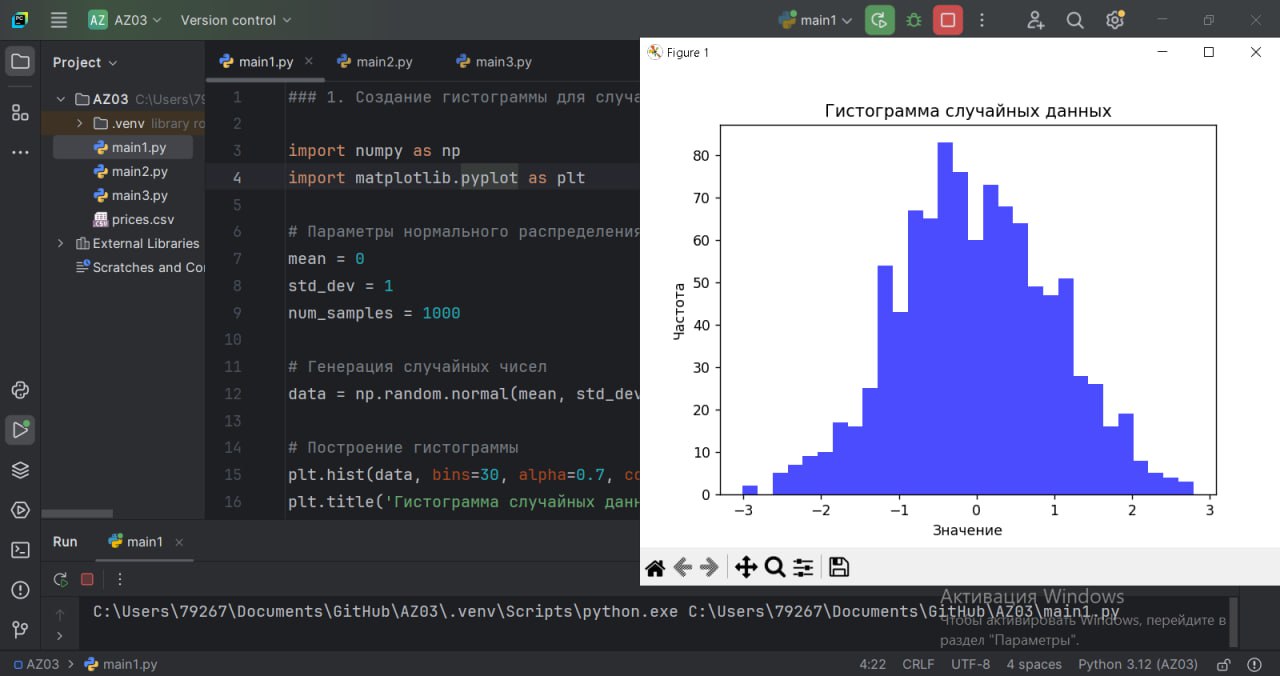 AZ AZ03 Version control main1
Project
AZ03 C:\Users\79
.venv library ro
main1.py
main2.py
main3.py
prices.csv
External Libraries
Scratches and Co
main1.py main2.py main3.py
1 ### 1. Создание гистограммы для случа
2
3 import numpy as np
4 import matplotlib.pyplot as plt
5
6 # Параметры нормального распределения
7 mean = 0
8 std_dev = 1
9 num_samples = 1000
10
11 # Генерация случайных чисел
12 data = np.random.normal(mean, std_dev
13
14 # Построение гистограммы
15 plt.hist(data, bins=30, alpha=0.7, co
16 plt.title('Гистограмма случайных данн
Figure 1
Гистограмма случайных данных
Частота
80
70
60
50
40
30
20
10
0
−3 −2 −1 0 1 2 3
Значение
Run main1
C:\Users\79267\Documents\GitHub\AZ03\.venv\Scripts\python.exe C:\Users\79267\Documents\GitHub\AZ03\main1.py
Активация Windows
Чтобы активировать Windows, перейдите в
раздел "Параметры".
AZ03 main1.py 4:22 CRLF UTF-8 4 spaces Python 3.12 (AZ03)